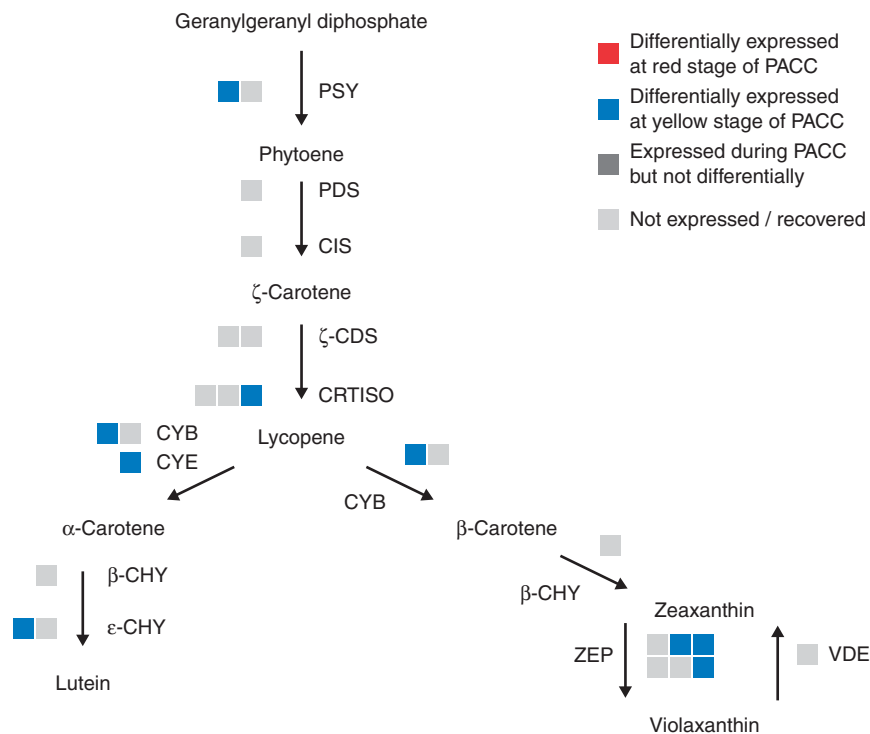 Geranylgeranyl diphosphate
Differentially expressed
at red stage of PACC
Differentially expressed
at yellow stage of PACC
Expressed during PACC
but not differentially
Not expressed / recovered
PSY
Phytoene
PDS
CIS
ζ-Carotene
ζ-CDS
CRTISO
Lycopene
CYB
CYE
CYB
α-Carotene
β-Carotene
β-CHY
ε-CHY
Lutein
β-CHY
Zeaxanthin
ZEP
VDE
Violaxanthin